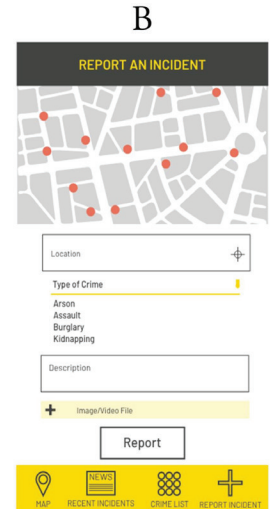 B
REPORT AN INCIDENT
Location
Type of Crime
Arson
Assault
Burglary
Kidnapping
Description
Image/Video File
Report
NEWS
MAP RECENT INCIDENTS CRIME LIST REPORT INCIDENT